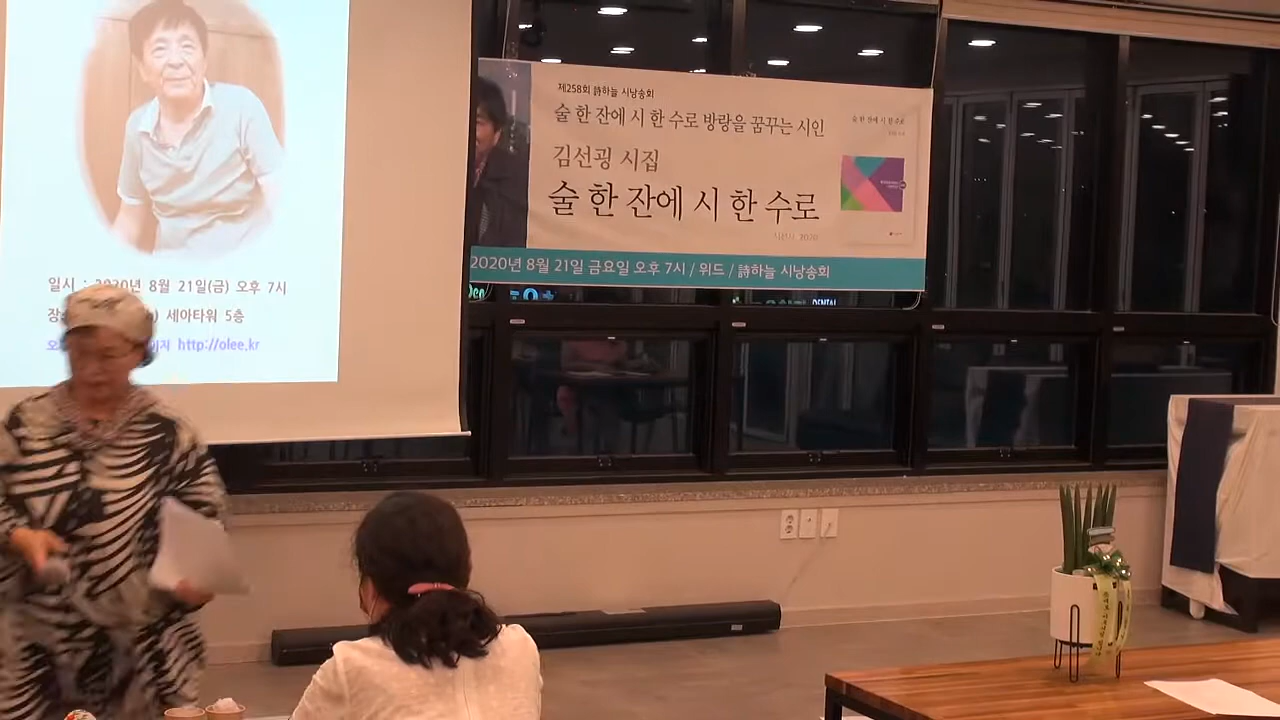 일시 : 2020년 8월 21일(금) 오후 7시
세아타워 5층
http://olee.kr
제258회 詩하늘 시낭송회
술 한 잔에 시 한 수로 방랑을 꿈꾸는 시인
김선굉 시집
술 한 잔에 시 한 수로
2020
술 한 잔에 시 한 수로
2020년 8월 21일 금요일 오후 7시 / 위드 / 詩하늘 시낭송회
DENTAL